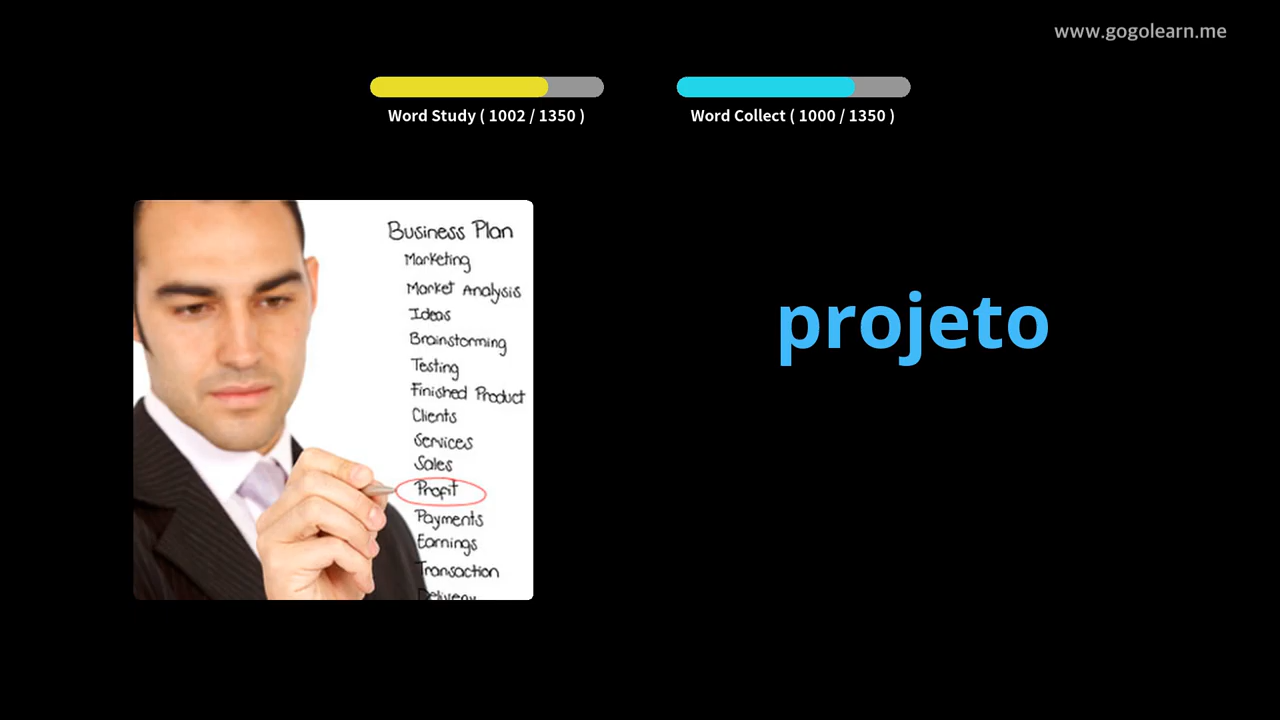 www.gogolearn.me
Word Study ( 1002 / 1350 )
Word Collect ( 1000 / 1350 )
Business Plan
Marketing
Market Analysis
Ideas
Brainstorming
Testing
Finished Product
Clients
Services
Sales
Profit
Payments
Earnings
Transaction
Delivery
projeto